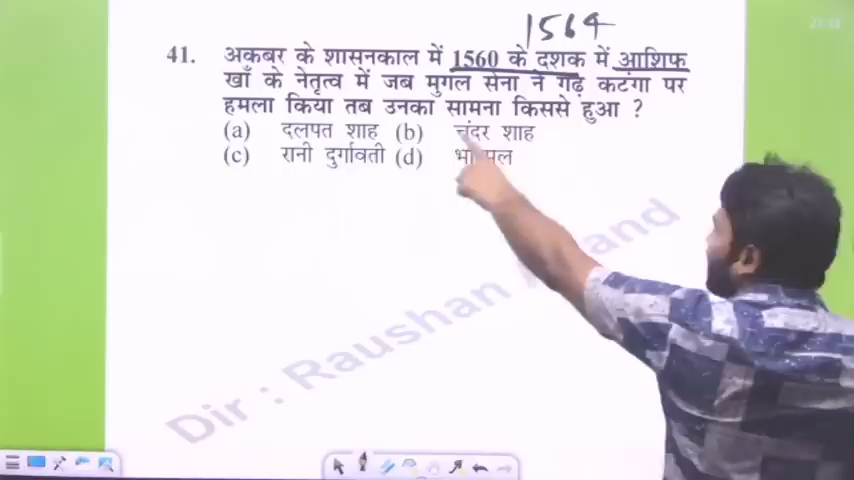 1564
41. अकबर के शासनकाल में 1560 के दशक में आशिफ
खाँ के नेतृत्व में जब मुगल सेना ने गढ़ कटंगा पर
हमला किया तब उनका सामना किससे हुआ ?
(a) दलपत शाह (b) चंदर शाह
(c) रानी दुर्गावती (d)
Dir : Raushan